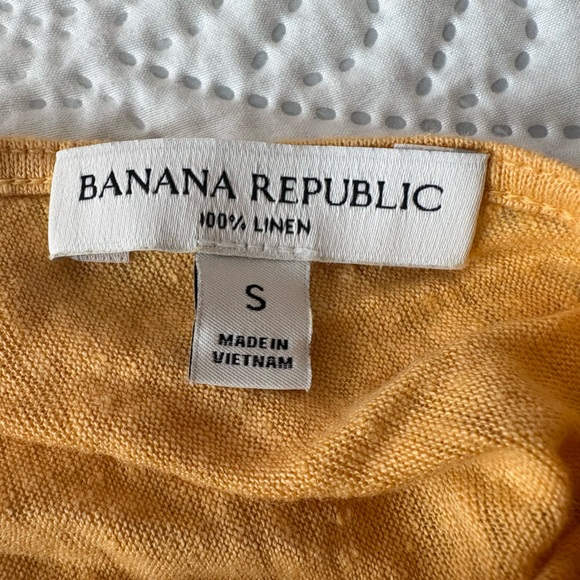 BANANA REPUBLIC
100% LINEN
S
MADE IN
VIETNAM